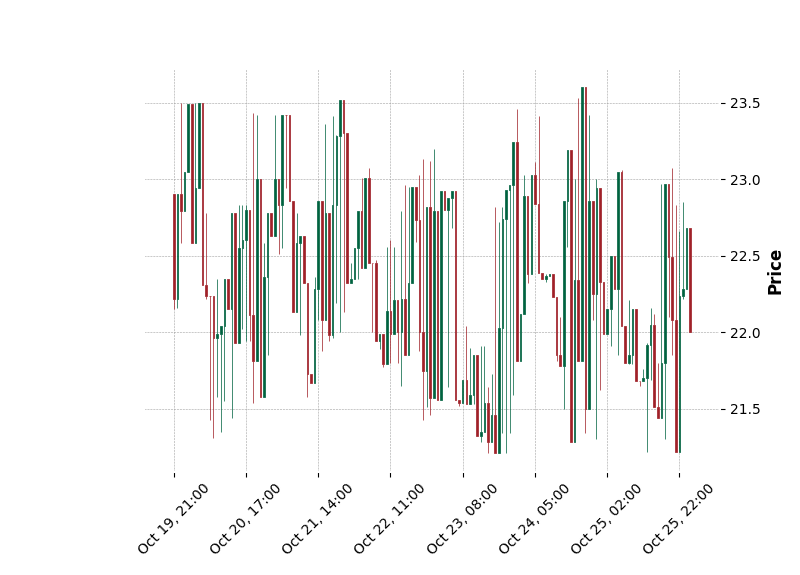 23.5
23.0
22.5
22.0
21.5
Price
Oct 19, 21:00
Oct 20, 17:00
Oct 21, 14:00
Oct 22, 11:00
Oct 23, 08:00
Oct 24, 05:00
Oct 25, 02:00
Oct 25, 22:00